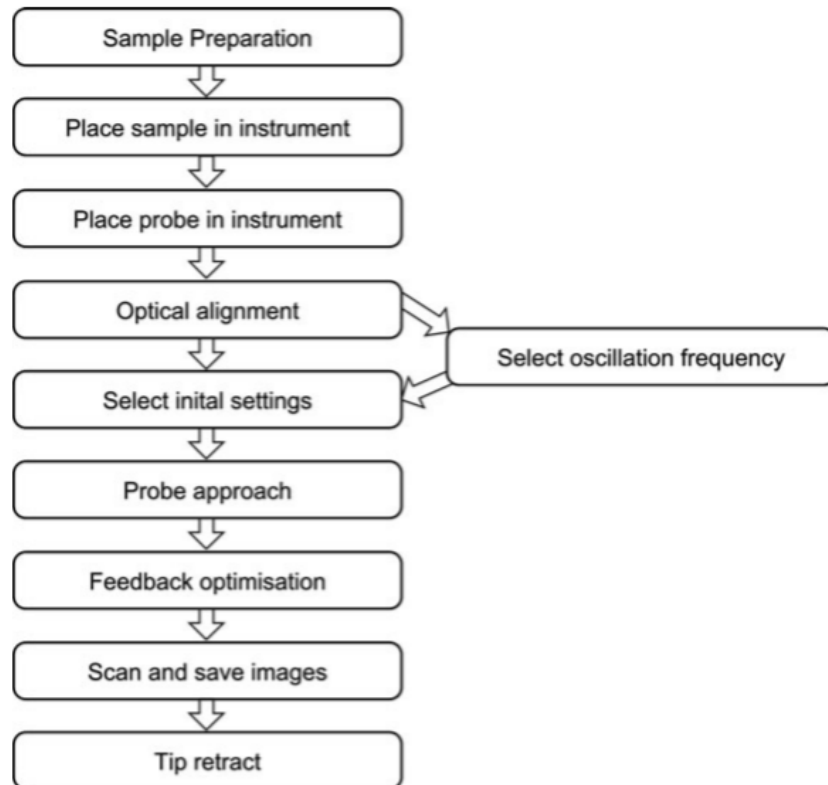 Sample Preparation
Place sample in instrument
Place probe in instrument
Optical alignment
Select oscillation frequency
Select inital settings
Probe approach
Feedback optimisation
Scan and save images
Tip retract